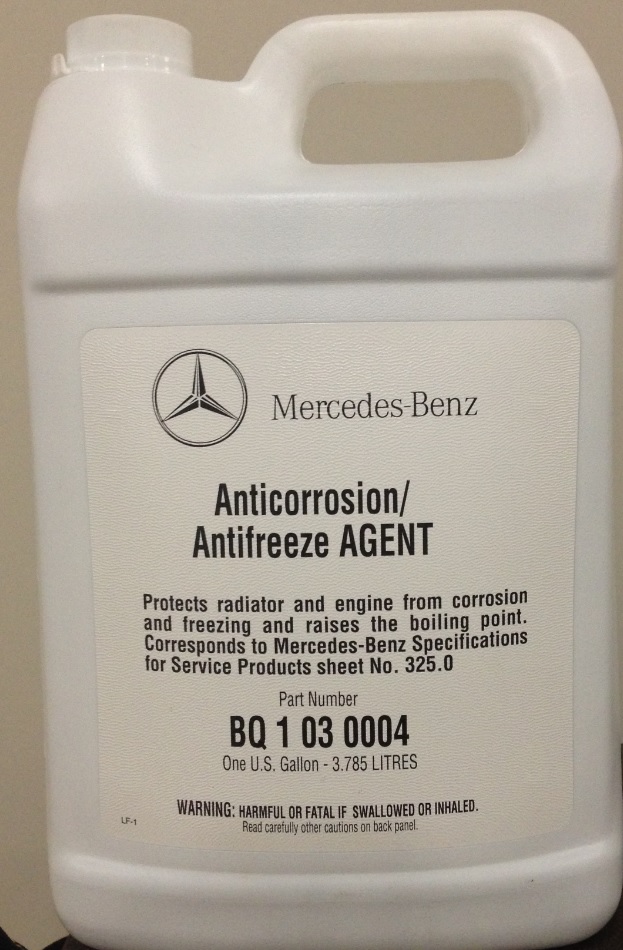 Mercedes-Benz
Anticorrosion/
Antifreeze AGENT
Protects radiator and engine from corrosion
and freezing and raises the boiling point.
Corresponds to Mercedes-Benz Specifications
for Service Products sheet No. 325.0
Part Number
BQ 1 03 0004
One U.S. Gallon - 3.785 LITRES
WARNING: HARMFUL OR FATAL IF SWALLOWED OR INHALED.
Read carefully other cautions on back panel.
LF-1